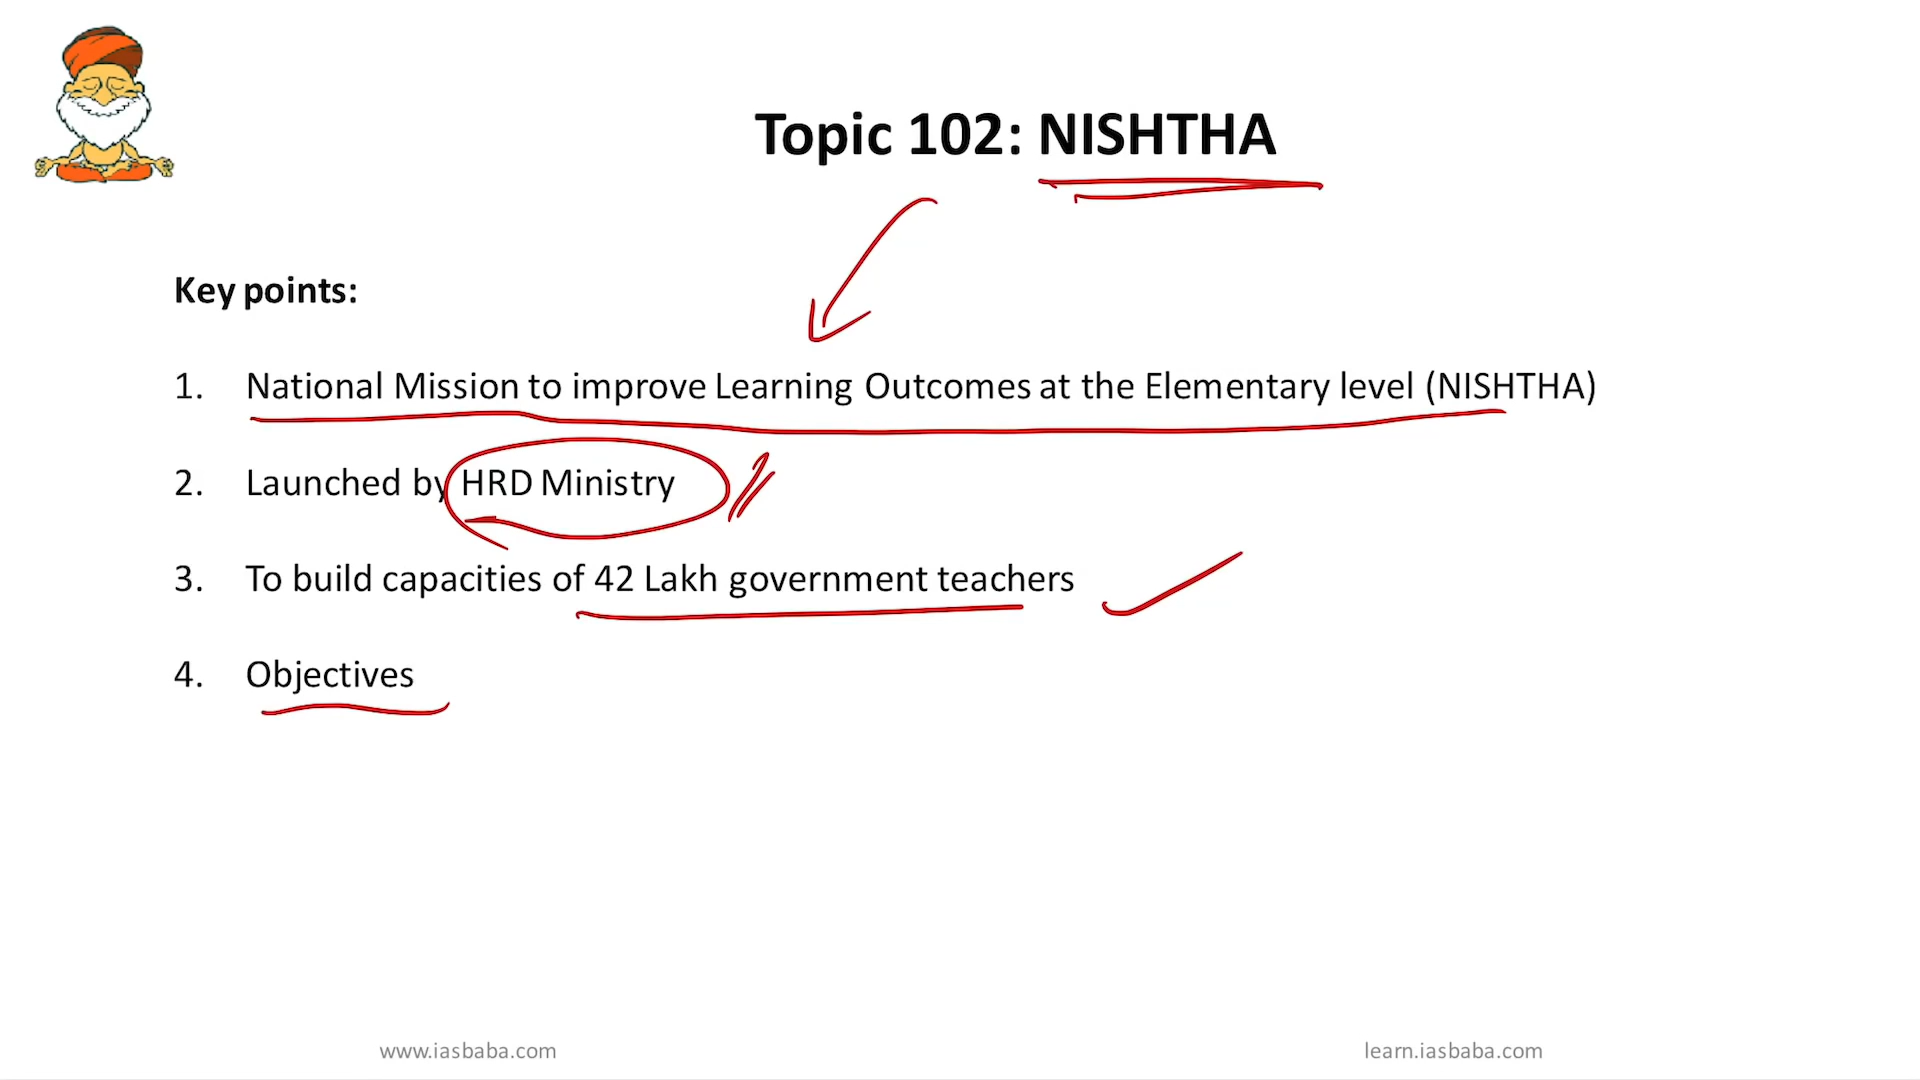 Topic 102: NISHTHA
Key points:
1. National Mission to improve Learning Outcomes at the Elementary level (NISHTHA)
2. Launched by HRD Ministry
3. To build capacities of 42 Lakh government teachers
4. Objectives
www.iasbaba.com
learn.iasbaba.com